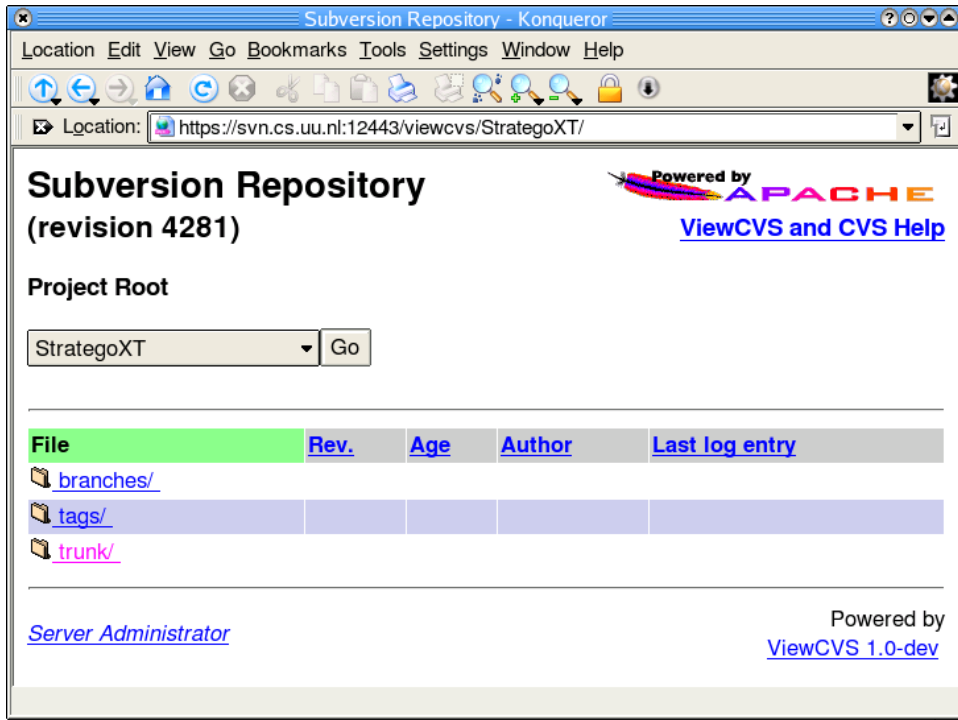 Subversion Repository - Konqueror
Location Edit View Go Bookmarks Tools Settings Window Help
Location: https://svn.cs.uu.nl:12443/viewcvs/StrategoXT/
Subversion Repository
(revision 4281)
Powered by
APACHE
ViewCVS and CVS Help
Project Root
StrategoXT Go
File Rev. Age Author Last log entry
branches/
tags/
trunk/
Server Administrator
Powered by
ViewCVS 1.0-dev